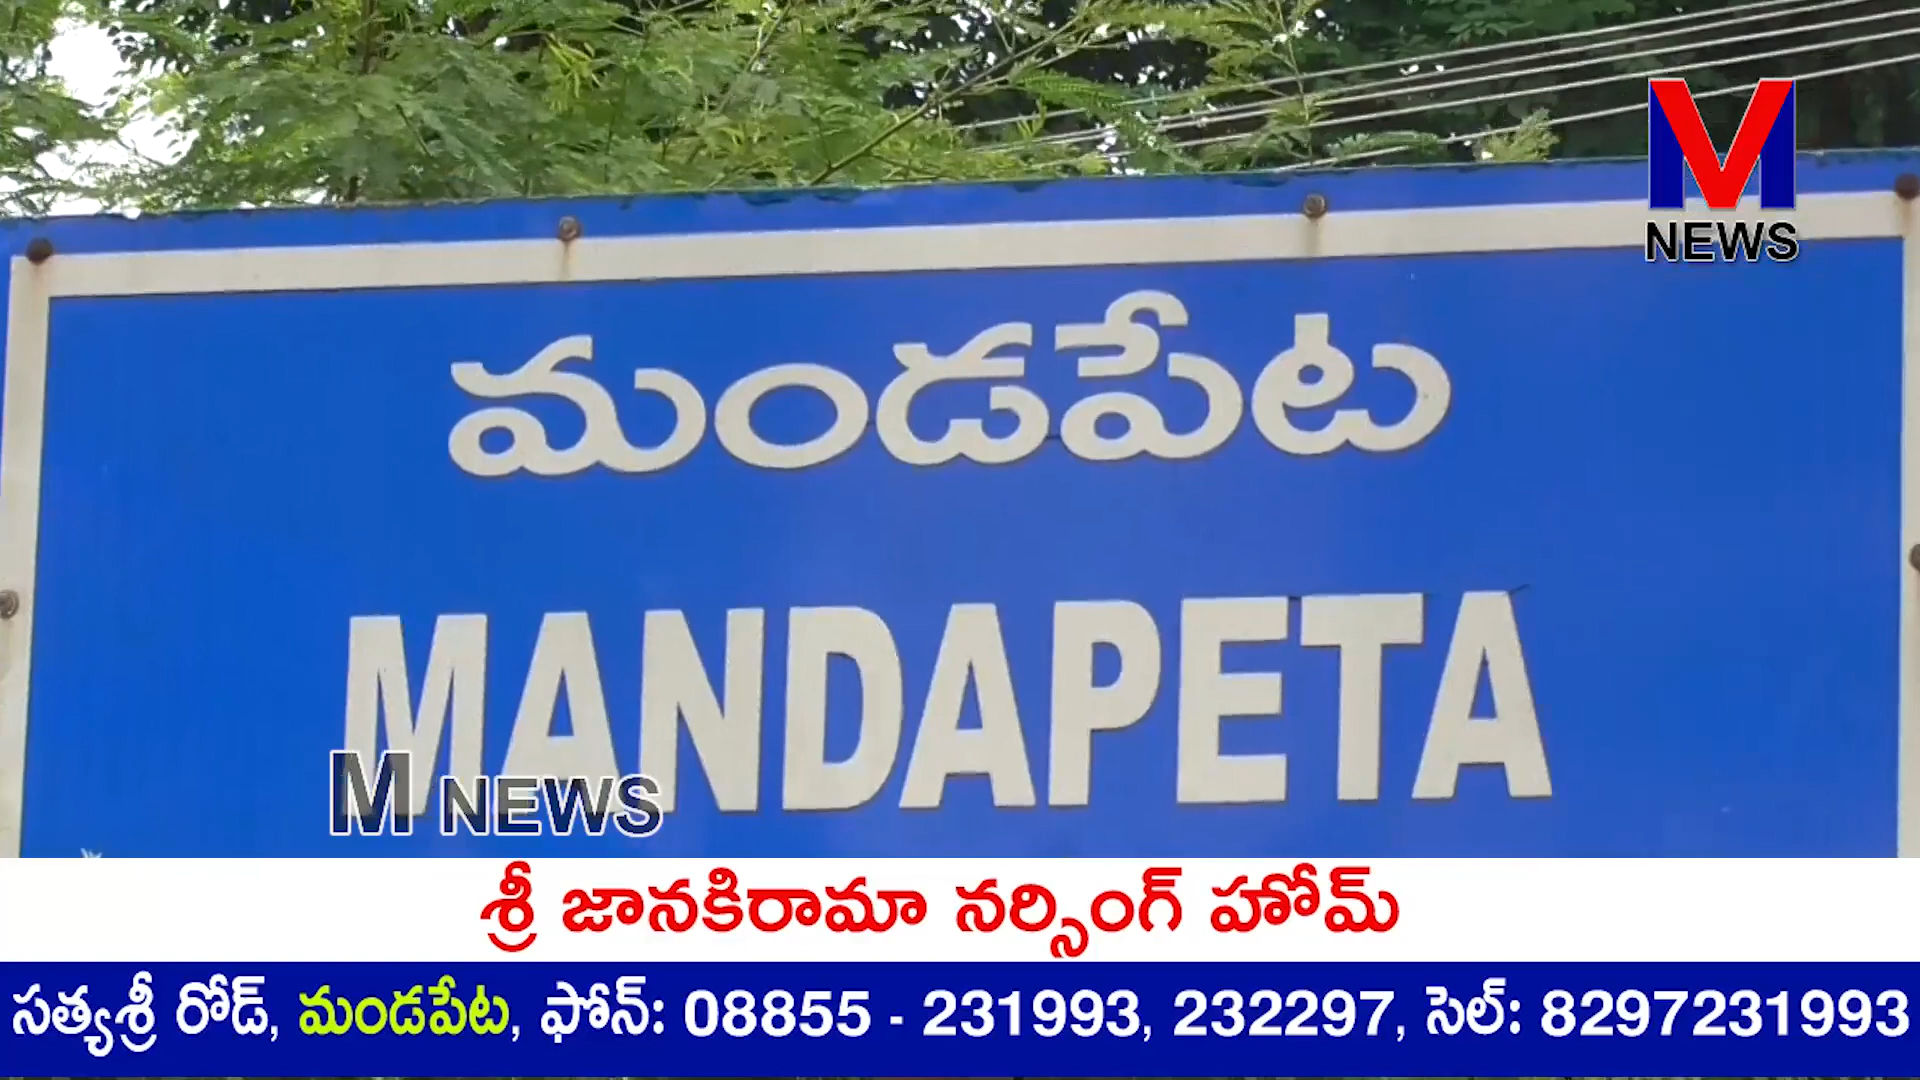 M
NEWS
మండపేట
MANDAPETA
M NEWS
శ్రీ జానకిరామా నర్సింగ్ హోమ్
సత్యశ్రీ రోడ్, మండపేట, ఫోన్: 08855 - 231993, 232297, సెల్: 8297231993